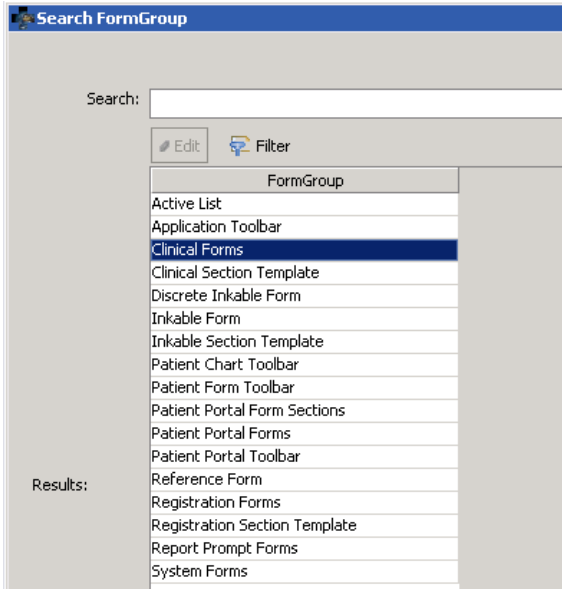 Search FormGroup
Search:
Edit Filter
FormGroup
Active List
Application Toolbar
Clinical Forms
Clinical Section Template
Discrete Inkable Form
Inkable Form
Inkable Section Template
Patient Chart Toolbar
Patient Form Toolbar
Patient Portal Form Sections
Patient Portal Forms
Patient Portal Toolbar
Results:
Reference Form
Registration Forms
Registration Section Template
Report Prompt Forms
System Forms